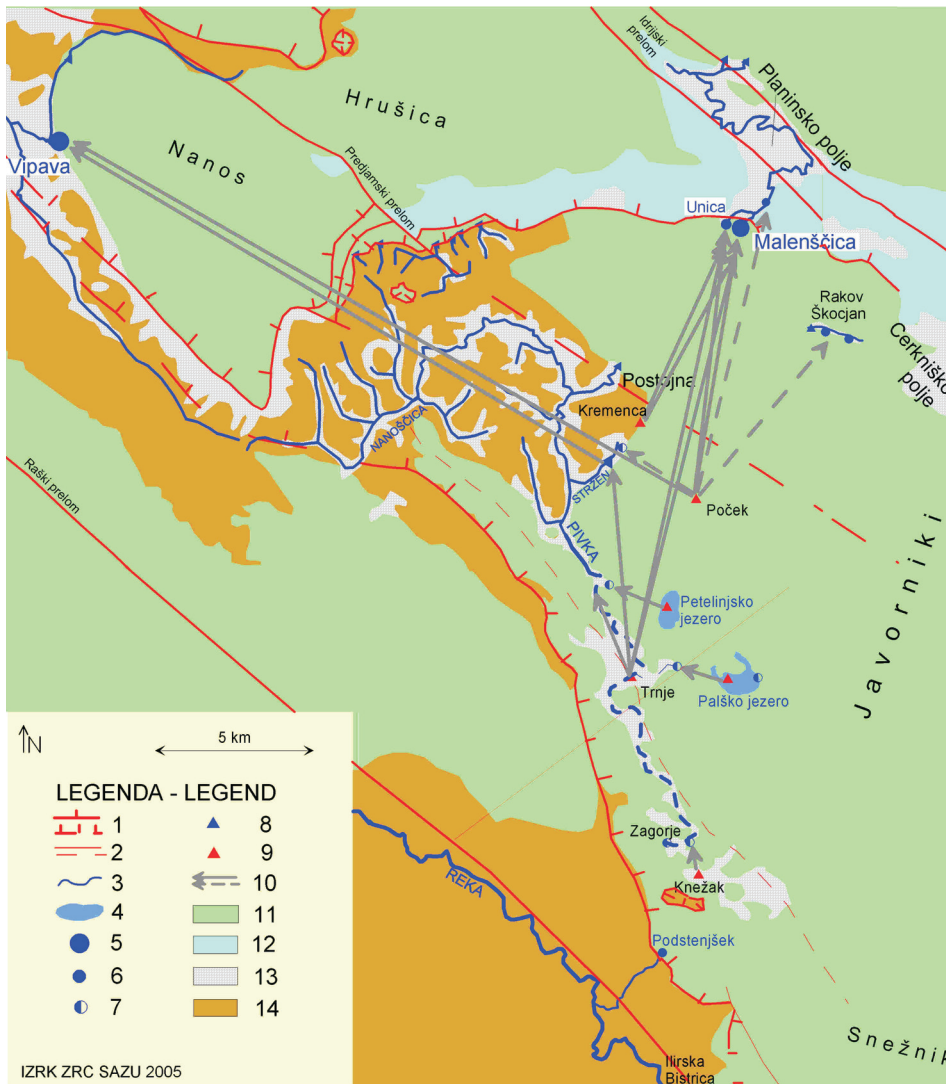 Idrijski
prelom
Planinsko polje
Hrušica
Nanos
Predjamski prelom
Vipava
Unica
Malenščica
Rakov
Škocjan
Cerkniško
polje
Postojna
Kremenca
NANOŠČICA
STRŽEN
Raški prelom
Poček
PIVKA
Petelinjsko
jezero
Javorniki
Trnje
Palško jezero
N
5 km
LEGENDA - LEGEND
1
2
3
4
5
6
7
8
9
10
11
12
13
14
Zagorje
Knežak
REKA
Podstenjšek
Snežnik
Ilirska
Bistrica
IZRK ZRC SAZU 2005